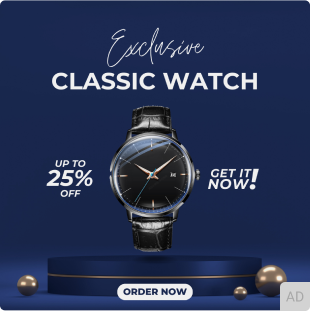 Exclusive
CLASSIC WATCH
UP TO
25%
OFF
GET IT
NOW!
ORDER NOW
AD